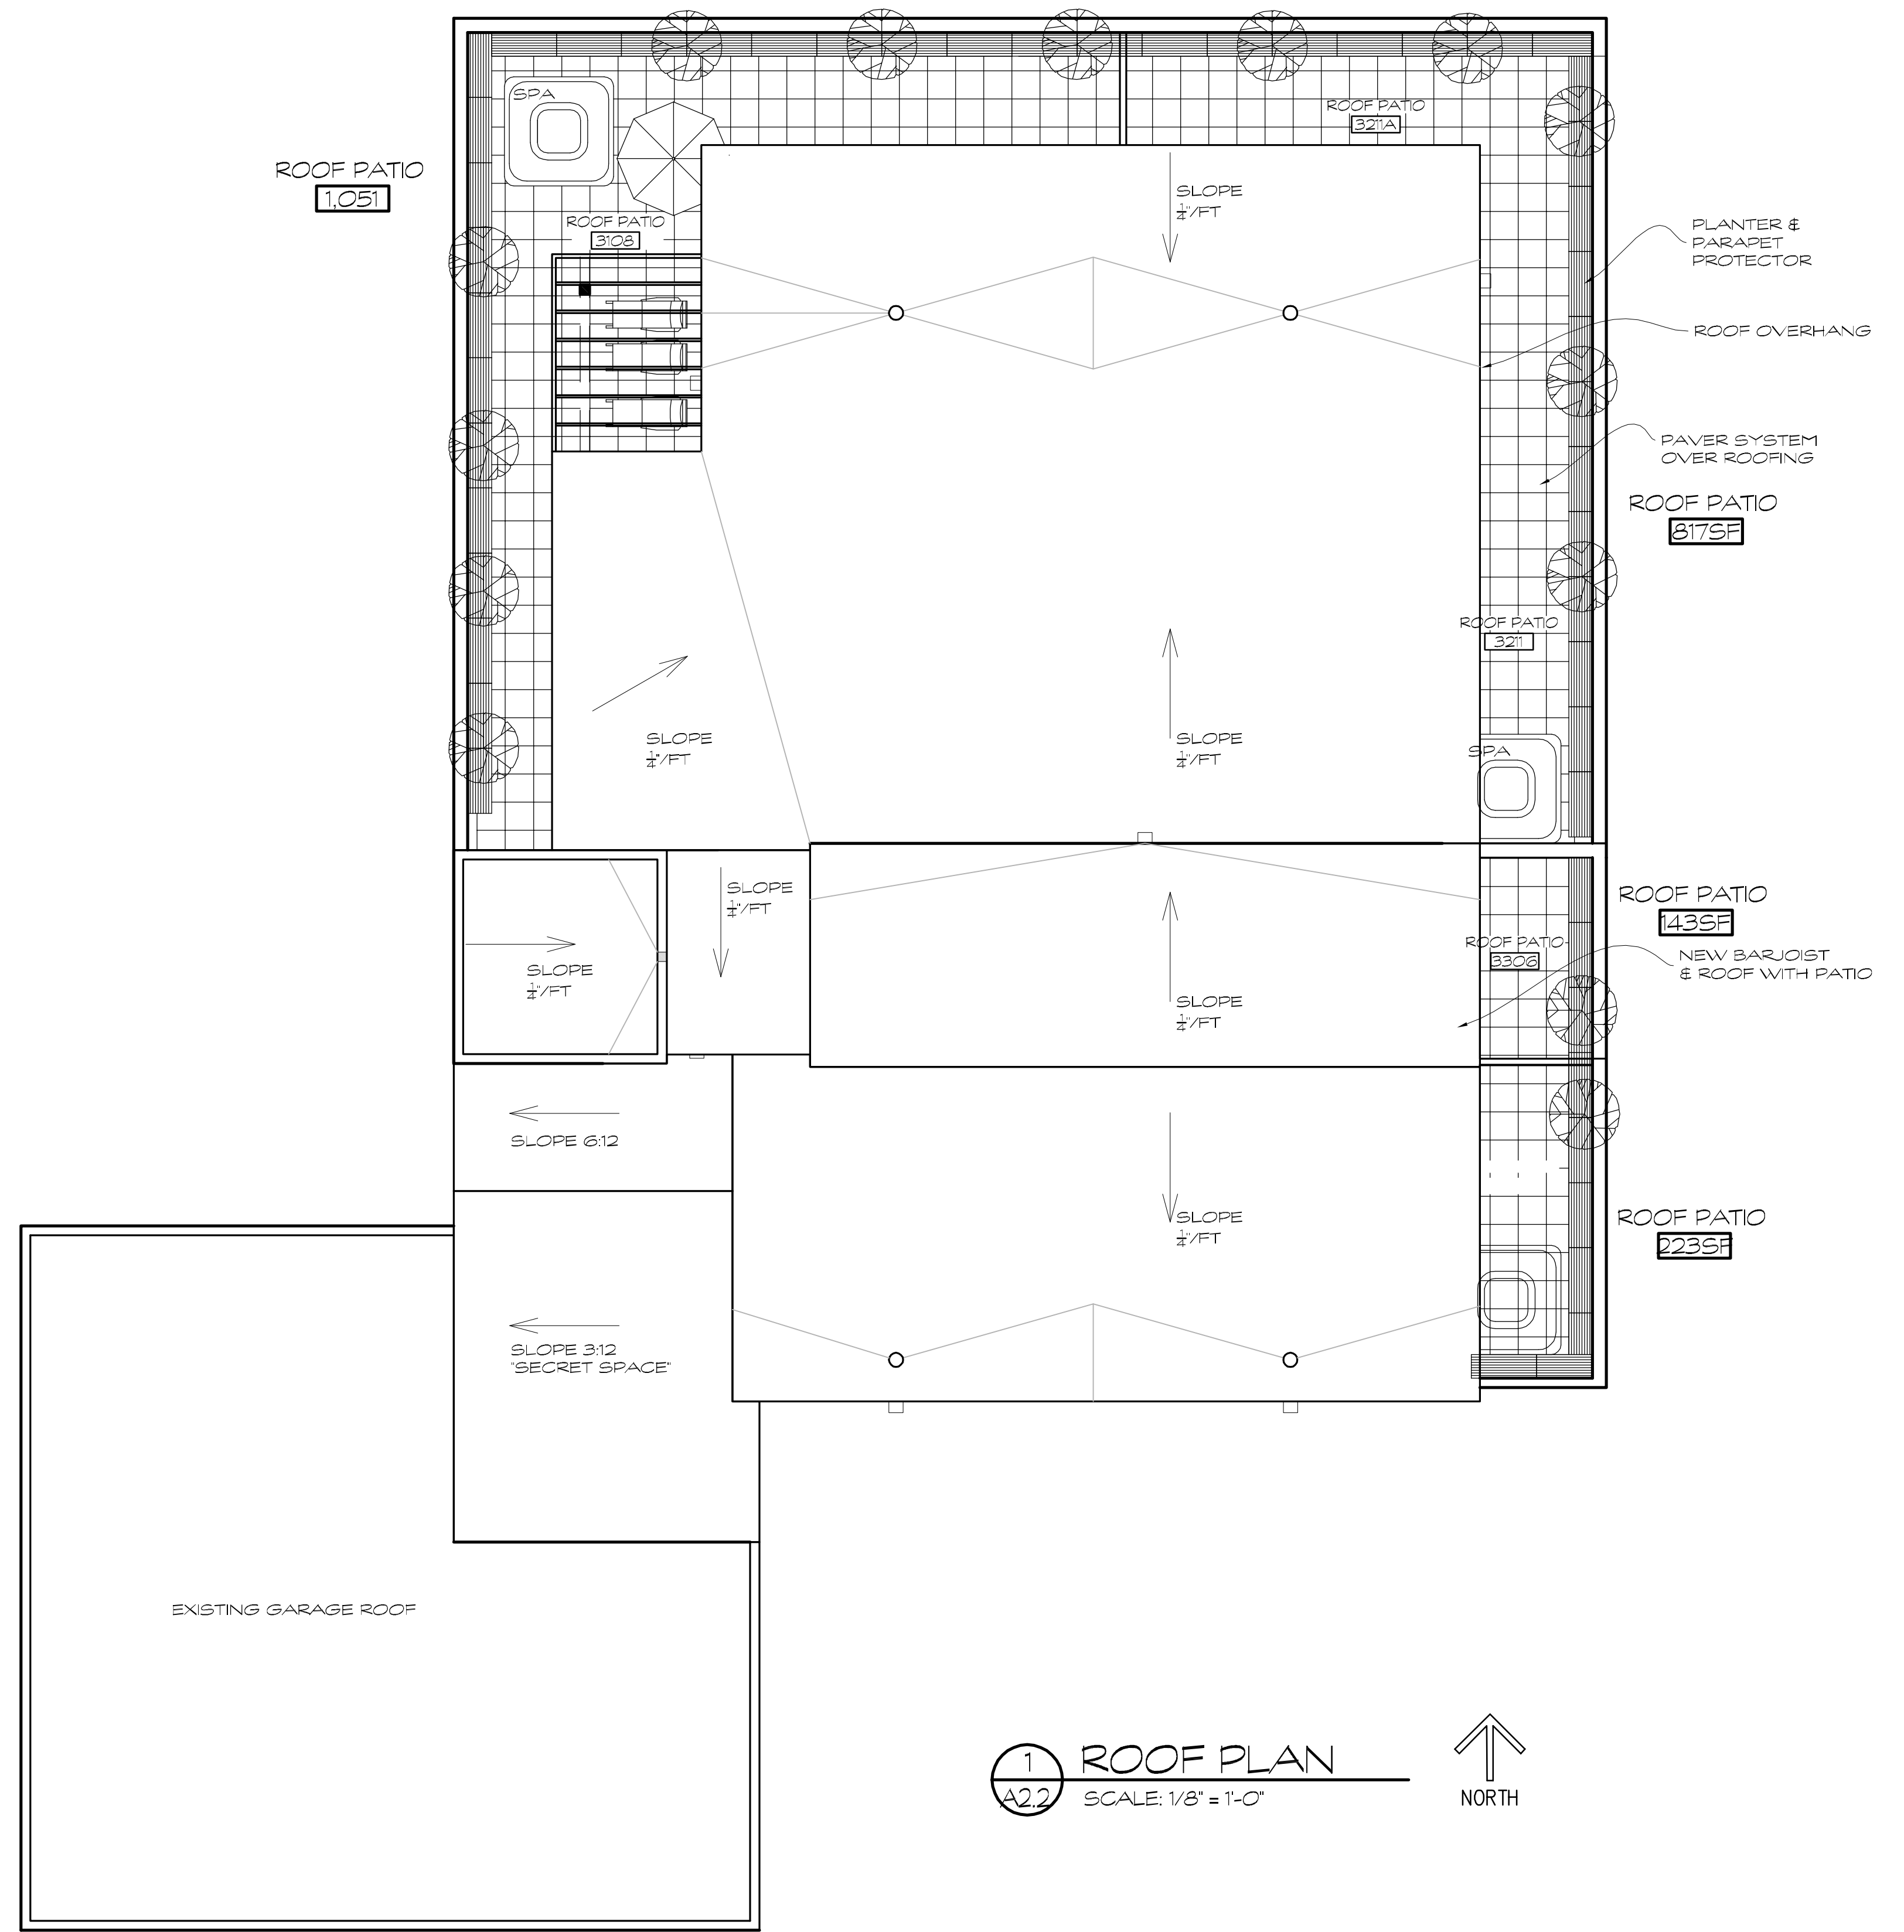 SPA
ROOF PATIO
3211A
ROOF PATIO
1,051
SLOPE
1/4"/FT
ROOF PATIO
3108
PLANTER &
PARAPET
PROTECTOR
ROOF OVERHANG
PAVER SYSTEM
OVER ROOFING
ROOF PATIO
817SF
ROOF PATIO
3211
SLOPE
1/4"/FT
SLOPE
1/4"/FT
SPA
SLOPE
1/4"/FT
ROOF PATIO
143SF
ROOF PATIO
3306
NEW BARJOIST
& ROOF WITH PATIO
SLOPE
1/4"/FT
SLOPE
1/4"/FT
SLOPE 6:12
SLOPE
1/4"/FT
ROOF PATIO
223SF
SLOPE 3:12
"SECRET SPACE"
EXISTING GARAGE ROOF
1
A2.2
ROOF PLAN
SCALE: 1/8" = 1'-0"
NORTH